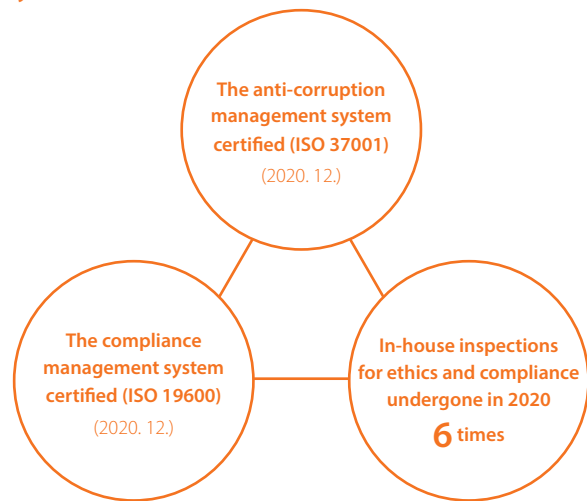 The anti-corruption
management system
certified (ISO 37001)
(2020. 12.)
The compliance
management system
certified (ISO 19600)
(2020. 12.)
In-house inspections
for ethics and compliance
undergone in 2020
6 times